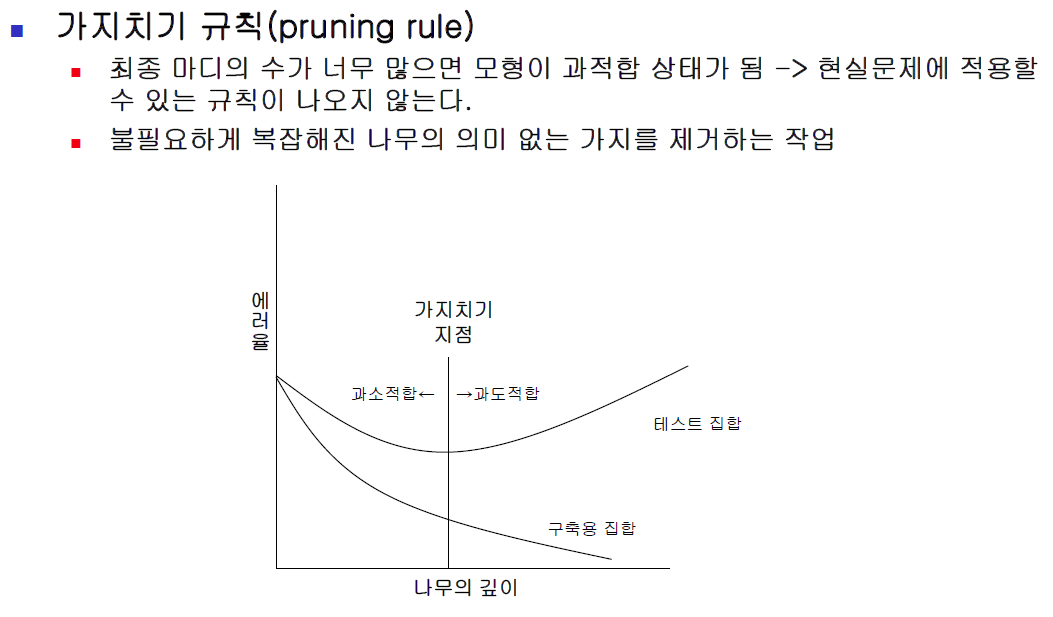 가지치기 규칙(pruning rule)
최종 마디의 수가 너무 많으면 모형이 과적합 상태가 됨 -> 현실문제에 적용할
수 있는 규칙이 나오지 않는다.
불필요하게 복잡해진 나무의 의미 없는 가지를 제거하는 작업
에러율
가지치기
지점
과소적합← →과도적합
테스트 집합
구축용 집합
나무의 깊이